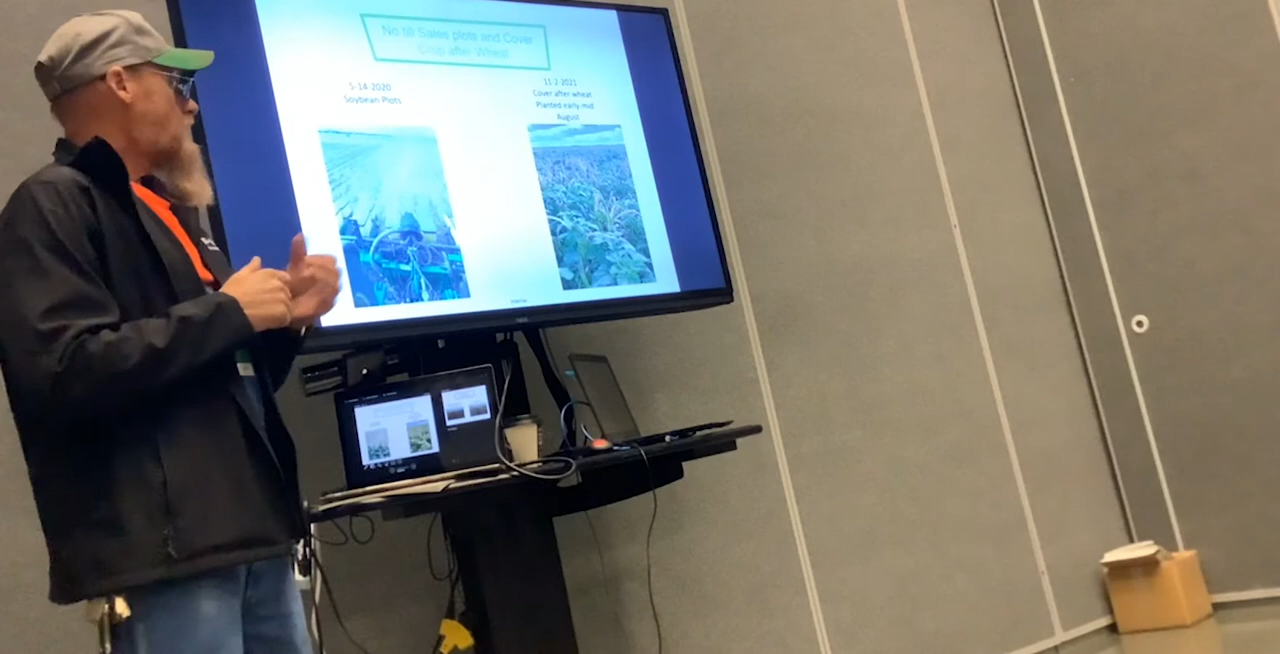 No till Sales plots and Cover
Crop after Wheat
5-14-2020
Soybean Plots
11-2-2021
Cover after wheat
Planted early-mid
August